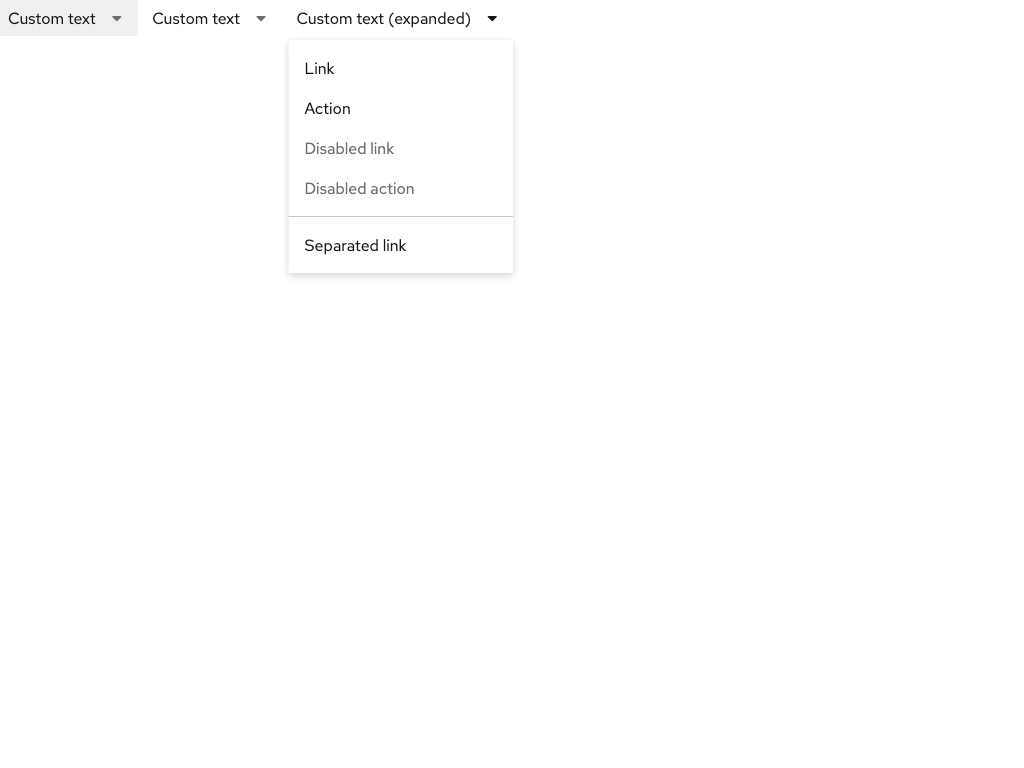 Custom text Custom text Custom text (expanded)
Link
Action
Disabled link
Disabled action
Separated link